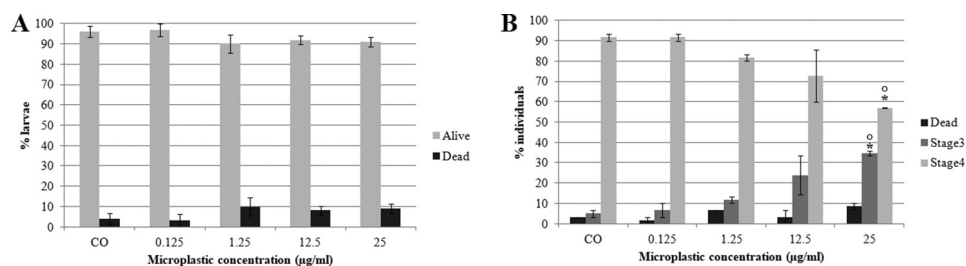 A
100
90
80
70
60
50
40
30
20
10
0
% larvae
CO 0.125 1.25 12.5 25
Microplastic concentration (µg/ml)
Alive
Dead
B
100
90
80
70
60
50
40
30
20
10
0
% individuals
° *
° *
CO 0.125 1.25 12.5 25
Microplastic concentration (µg/ml)
Dead
Stage3
Stage4